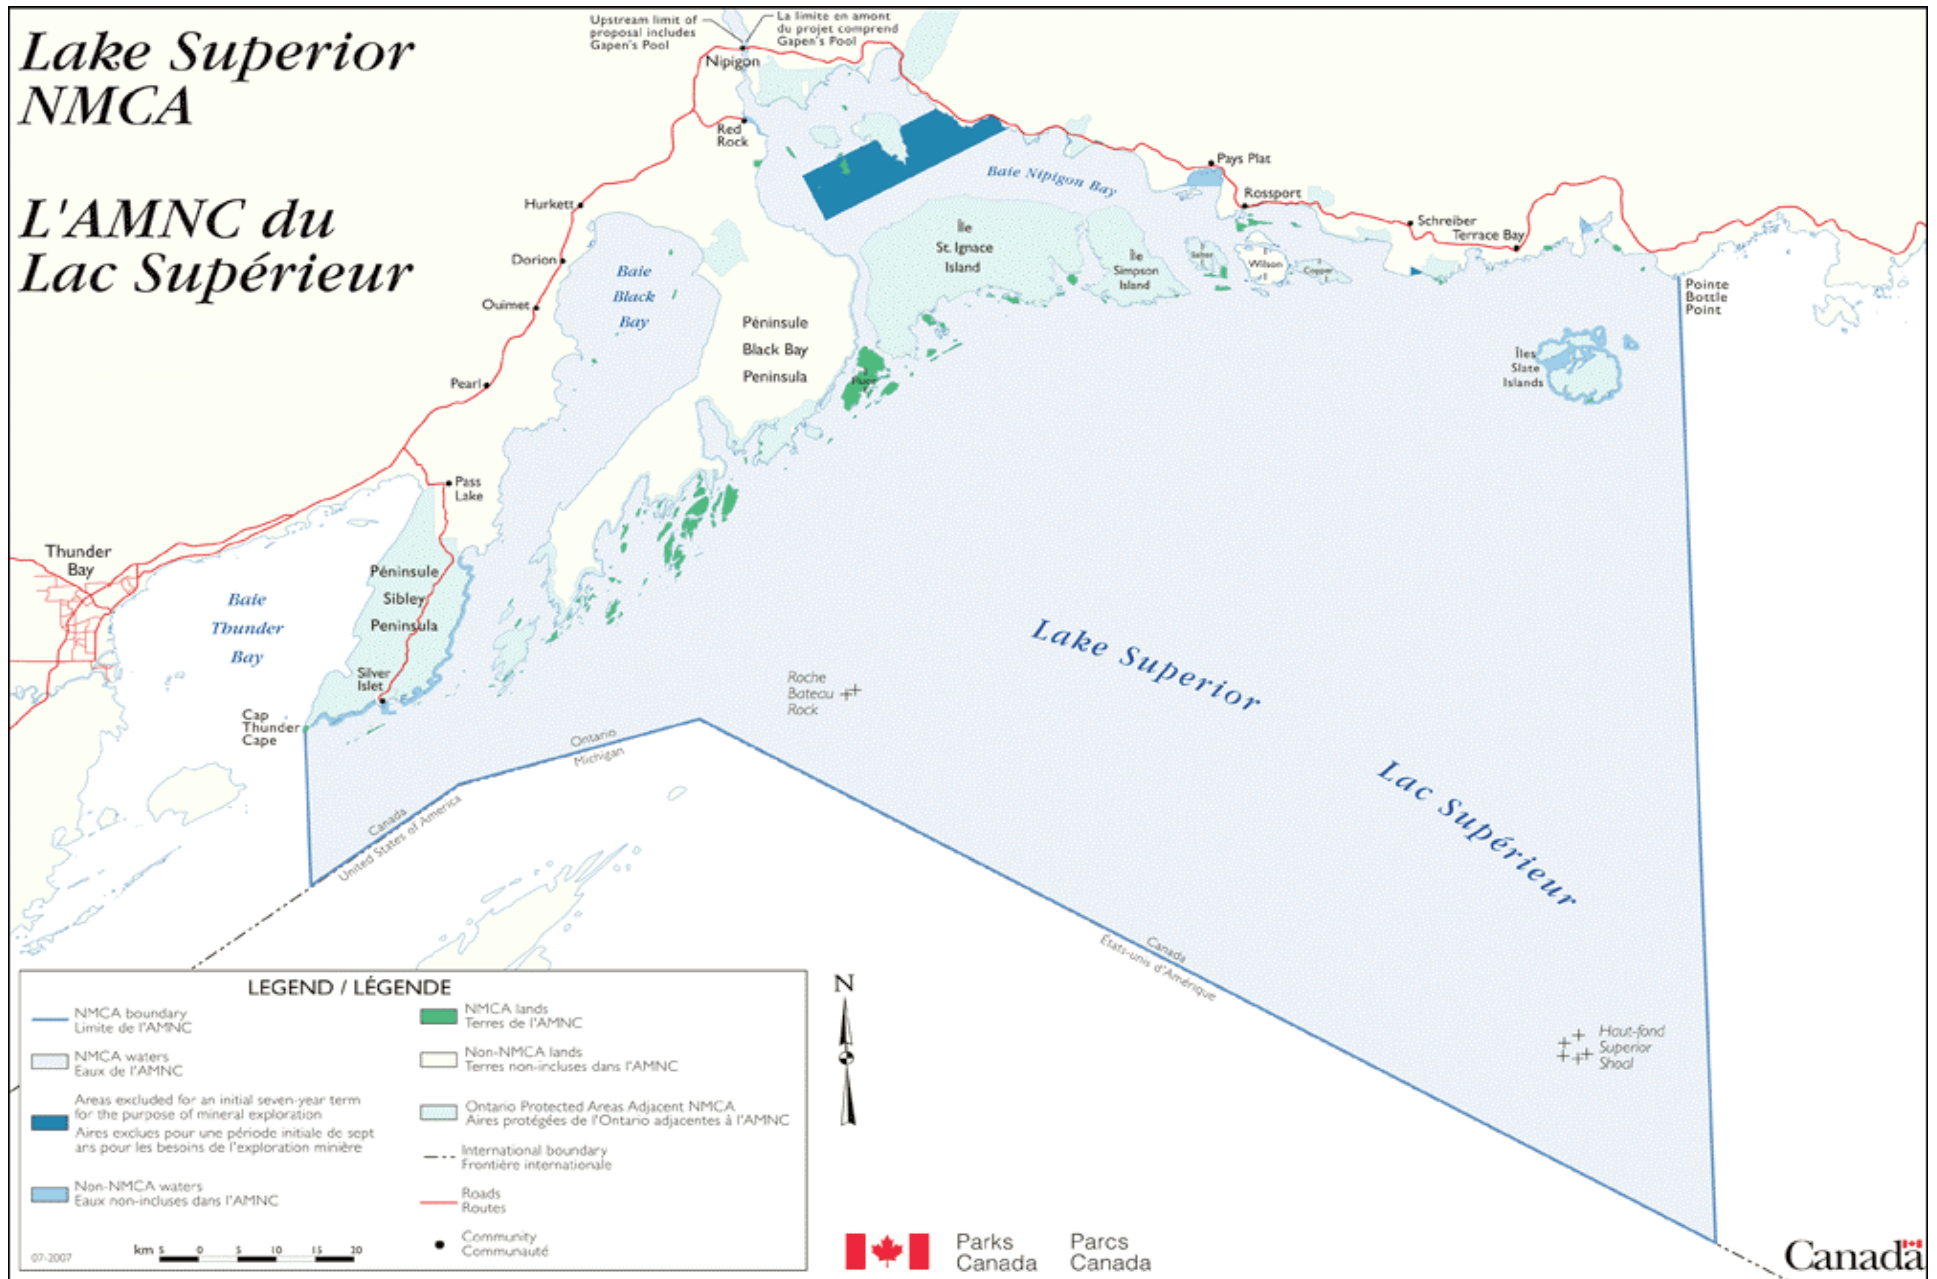 Lake Superior
NMCA
L'AMNC du
Lac Supérieur
Upstream limit of
proposal includes
Gapen's Pool
La limite en amont
du projet comprend
Gapen's Pool
Nipigon
Red
Rock
Baie Nipigon Bay
Pays Plat
Rossport
Schreiber
Terrace Bay
Hurkett
Dorion
Ouimet
Pearl
Baie
Black
Bay
Péninsule
Black Bay
Peninsula
Île
St. Ignace
Island
Île
Simpson
Island
Salter
I
I
Wilson
I
Copper
I
I
Fluor
Pointe
Bottle
Point
Îles
Slate
Islands
Pass
Lake
Thunder
Bay
Baie
Thunder
Bay
Péninsule
Sibley
Peninsula
Silver
Islet
Cap
Thunder
Cape
Roche
Bateau
Rock
Lake Superior
Lac Supérieur
Ontario
Michigan
Canada
United States of America
Canada
États-unis d'Amérique
Haut-fond
Superior
Shoal
N
LEGEND / LÉGENDE
NMCA boundary
Limite de l'AMNC
NMCA waters
Eaux de l'AMNC
Areas excluded for an initial seven-year term
for the purpose of mineral exploration
Aires exclues pour une période initiale de sept
ans pour les besoins de l'exploration minière
Non-NMCA waters
Eaux non-incluses dans l'AMNC
NMCA lands
Terres de l'AMNC
Non-NMCA lands
Terres non-incluses dans l'AMNC
Ontario Protected Areas Adjacent NMCA
Aires protégées de l'Ontario adjacentes à l'AMNC
International boundary
Frontière internationale
Roads
Routes
Community
Communauté
07-2007
km 5 0 5 10 15 20
Parks
Canada
Parcs
Canada
Canada